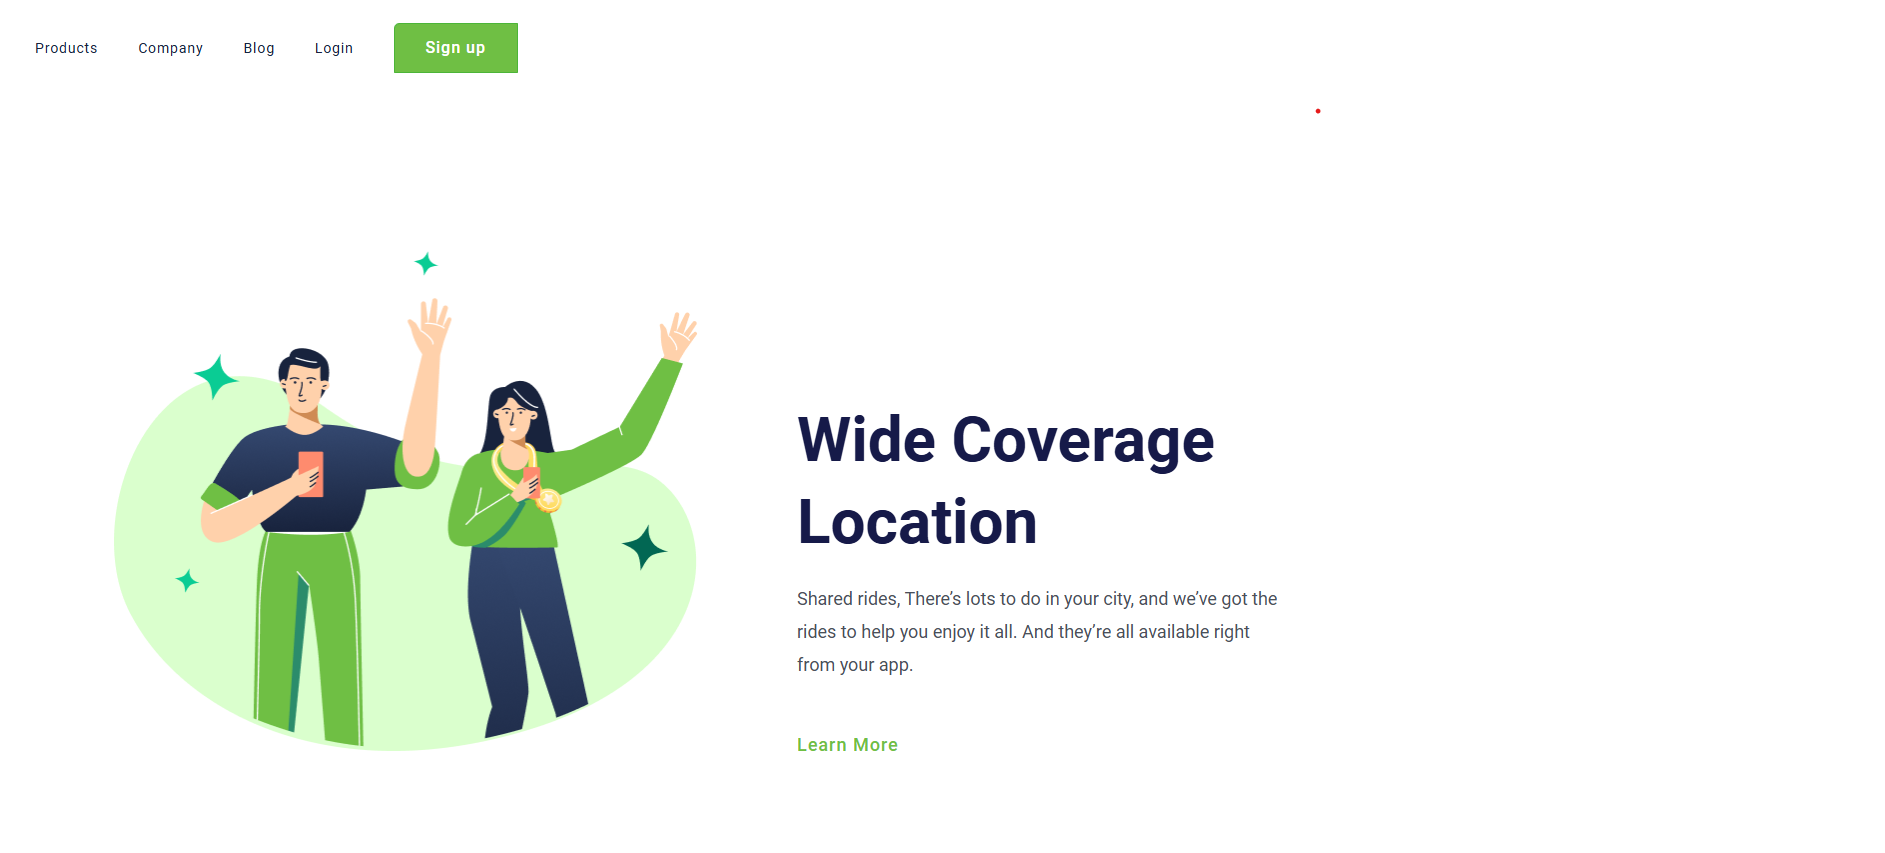 Products Company Blog Login Sign up
Wide Coverage
Location
Shared rides, There’s lots to do in your city, and we’ve got the
rides to help you enjoy it all. And they’re all available right
from your app.
Learn More